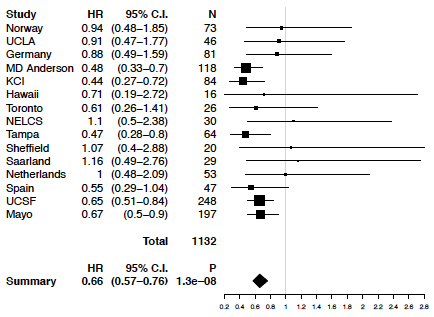 Study HR 95% C.I. N
Norway 0.94 (0.48−1.85) 73
UCLA 0.91 (0.47−1.77) 46
Germany 0.88 (0.49−1.59) 81
MD Anderson 0.48 (0.33−0.7) 118
KCI 0.44 (0.27−0.72) 84
Hawaii 0.71 (0.19−2.72) 16
Toronto 0.61 (0.26−1.41) 26
NELCS 1.1 (0.5−2.38) 30
Tampa 0.47 (0.28−0.8) 64
Sheffield 1.07 (0.4−2.88) 20
Saarland 1.16 (0.49−2.76) 29
Netherlands 1 (0.48−2.09) 53
Spain 0.55 (0.29−1.04) 47
UCSF 0.65 (0.51−0.84) 248
Mayo 0.67 (0.5−0.9) 197
Total 1132
HR 95% C.I. P
Summary 0.66 (0.57−0.76) 1.3e−08
0.2 0.4 0.6 0.8 1 1.2 1.4 1.6 1.8 2 2.2 2.4 2.6 2.8